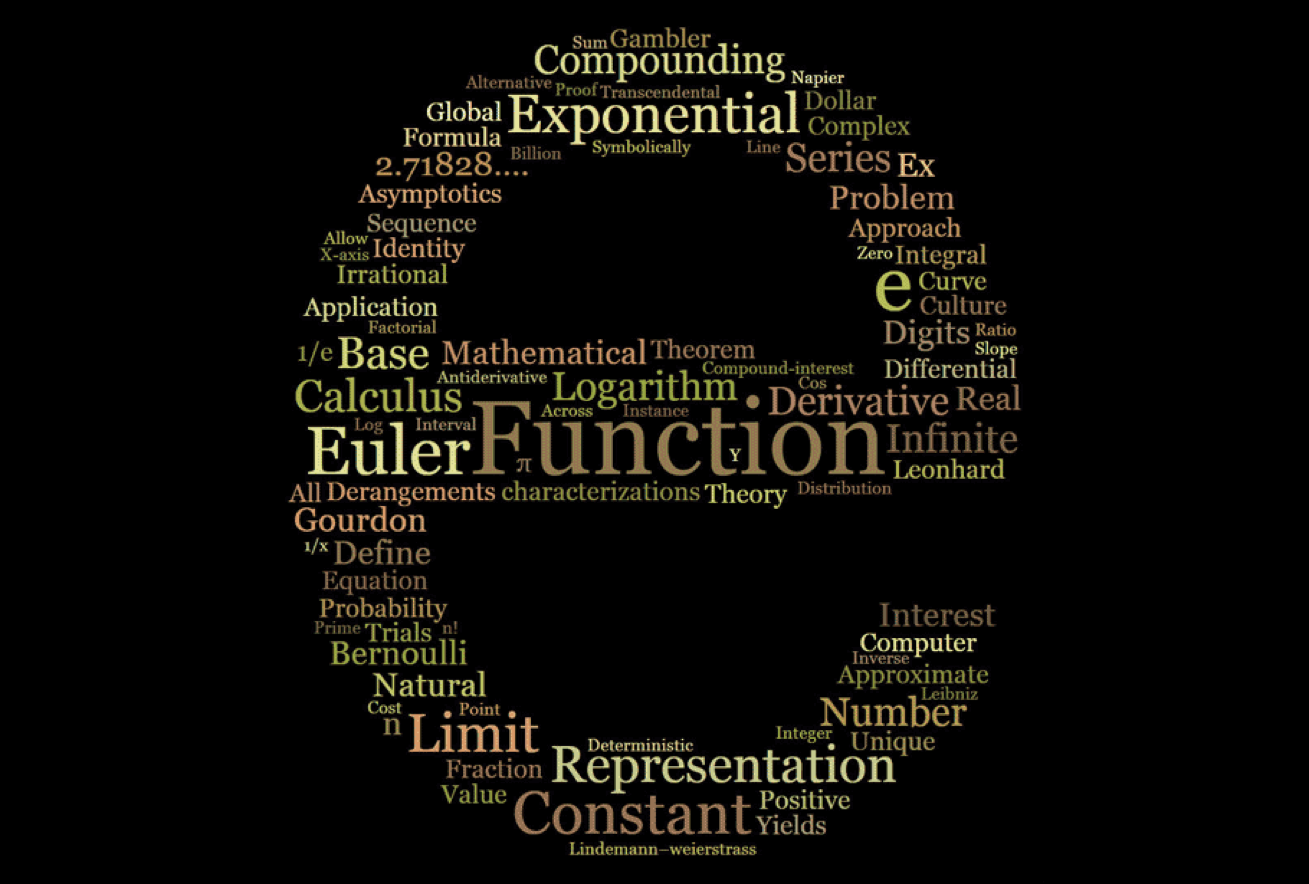 Sum Gambler
Compounding
Alternative Proof Transcendental Napier
Global Exponential Dollar
Formula Complex
2.71828.... Billion Symbolically Line Series Ex
Asymptotics Problem
Sequence Approach
Allow
X-axis Identity Zero Integral
Irrational e Curve
Application Culture
Factorial Digits Ratio
1/e Base Mathematical Theorem Slope
Compound-interest Differential
Calculus Antiderivative Logarithm Cos Derivative Real
Across Instance
Log Interval
Euler Function Infinite
π Y
Leonhard
All Derangements characterizations Theory Distribution
Gourdon
1/x Define
Equation
Probability Interest
Prime Trials n!
Bernoulli Computer
Inverse
Natural Approximate
Leibniz
Cost Point
n Limit Number
Integer Unique
Deterministic
Fraction Representation
Value Constant Positive
Yields
Lindemann–weierstrass